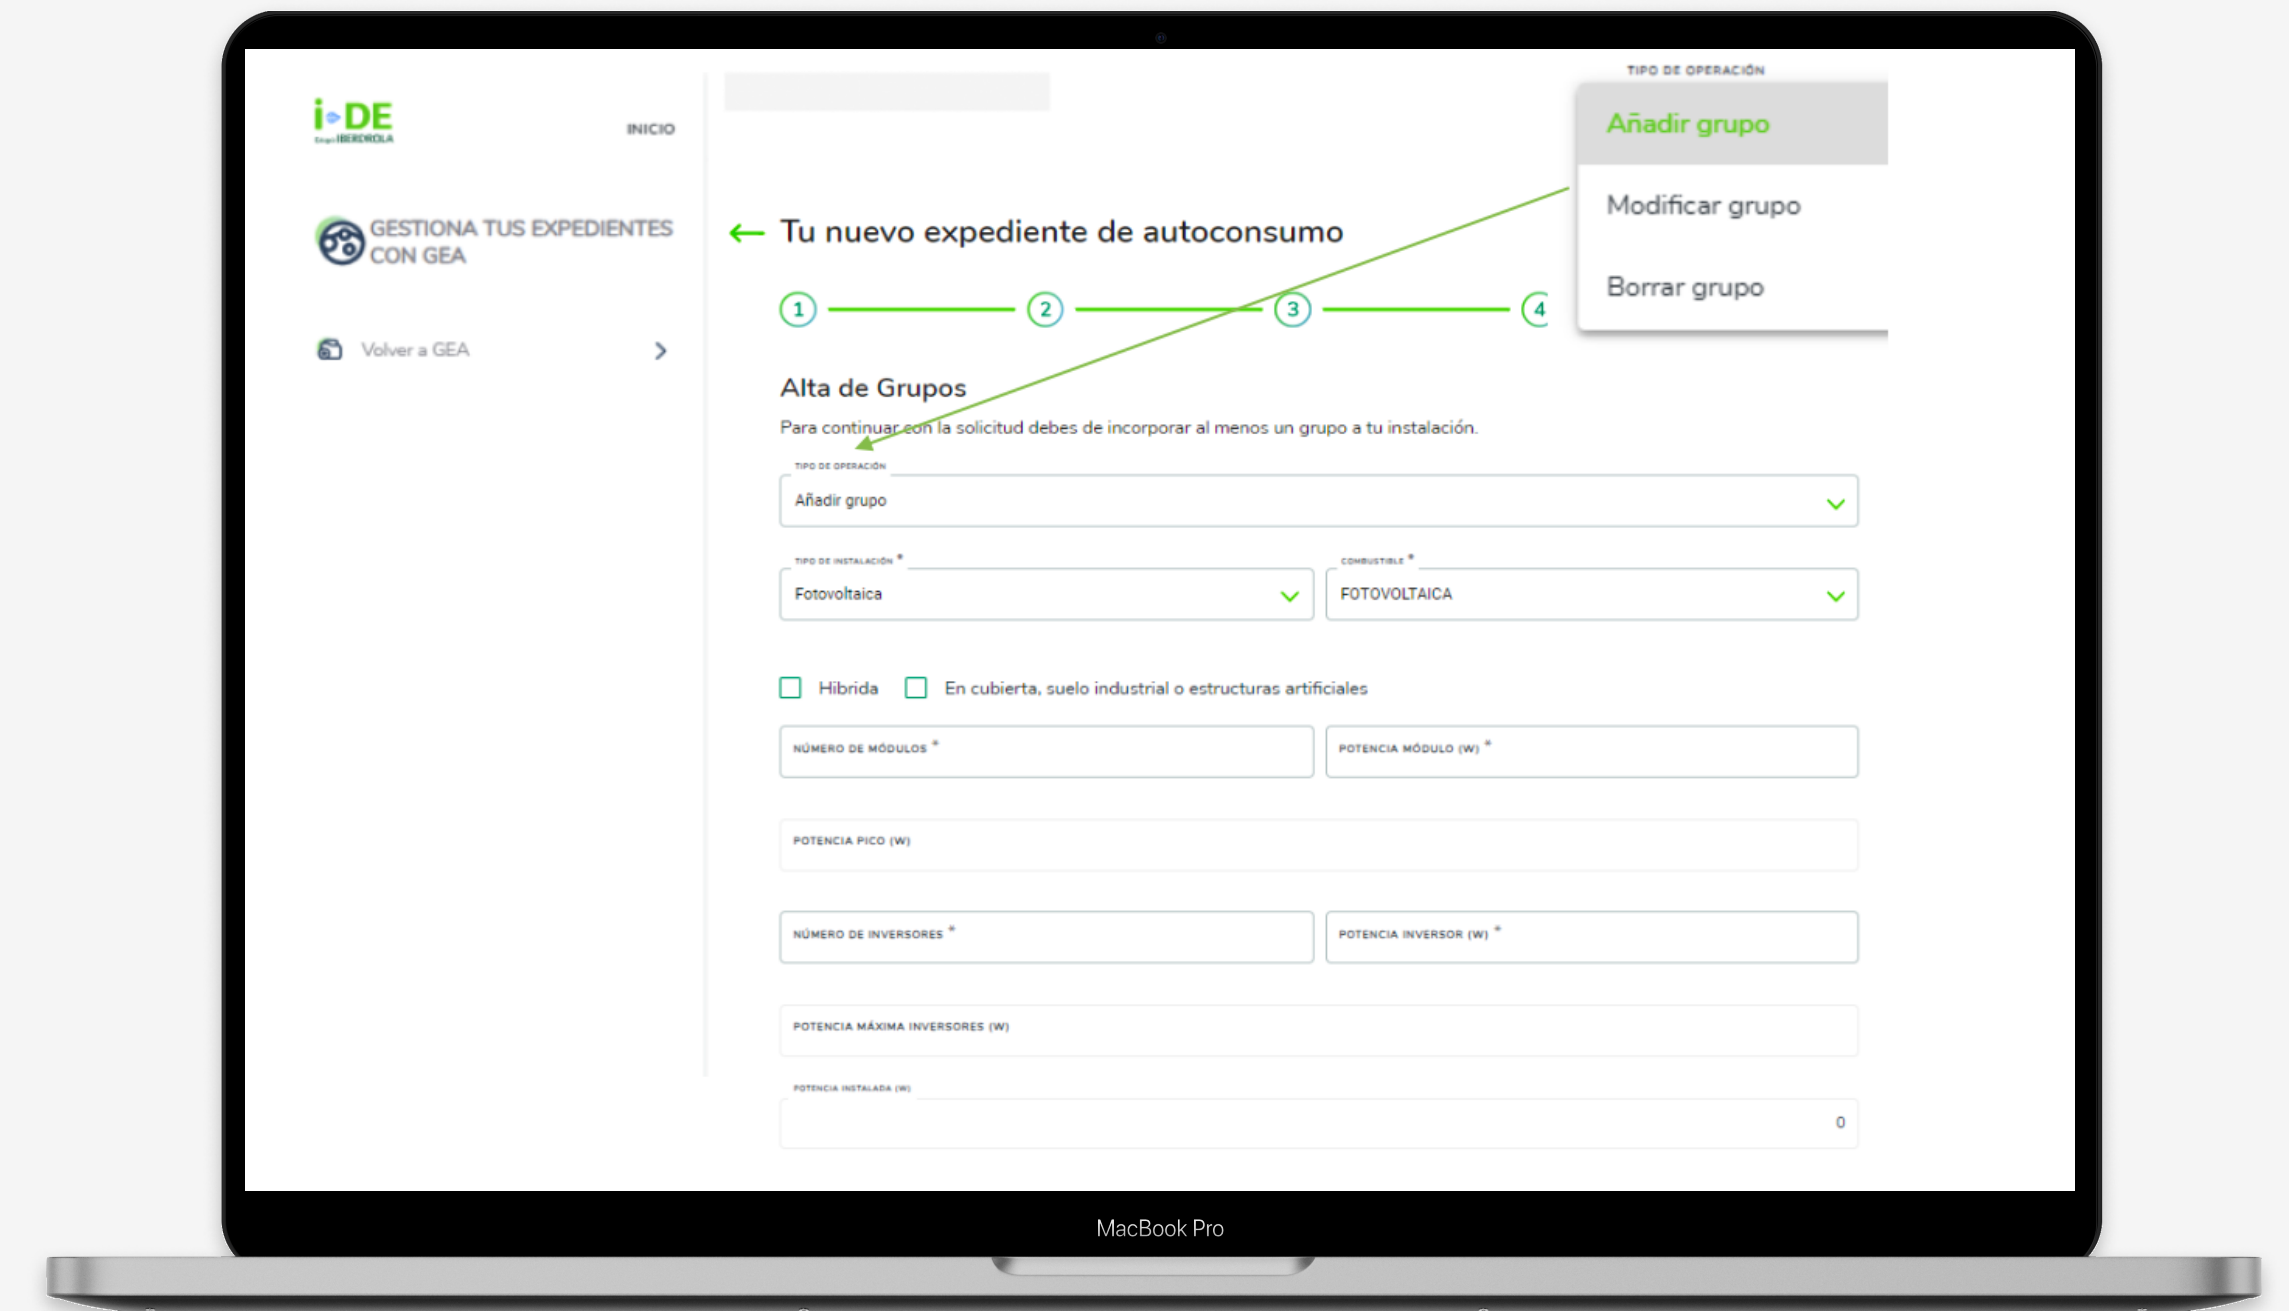 i-DE
Grupo IBERDROLA
INICIO
GESTIONA TUS EXPEDIENTES
CON GEA
Volver a GEA
TIPO DE OPERACIÓN
Añadir grupo
Modificar grupo
Borrar grupo
Tu nuevo expediente de autoconsumo
1 2 3 4
Alta de Grupos
Para continuar con la solicitud debes de incorporar al menos un grupo a tu instalación.
TIPO DE OPERACIÓN
Añadir grupo
TIPO DE INSTALACIÓN * COMBUSTIBLE *
Fotovoltaica FOTOVOLTAICA
Hibrida En cubierta, suelo industrial o estructuras artificiales
NÚMERO DE MÓDULOS * POTENCIA MÓDULO (W) *
POTENCIA PICO (W)
NÚMERO DE INVERSORES * POTENCIA INVERSOR (W) *
POTENCIA MÁXIMA INVERSORES (W)
POTENCIA INSTALADA (W)
0
MacBook Pro